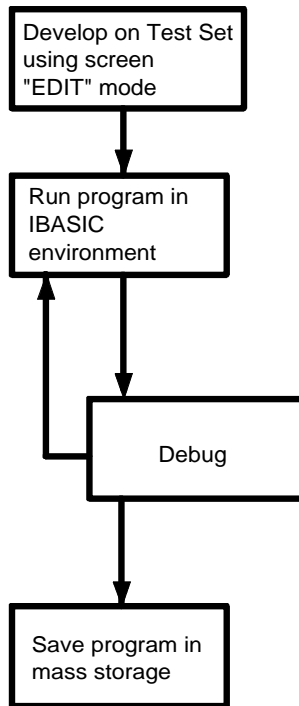 Develop on Test Set
using screen
"EDIT" mode
Run program in
IBASIC
environment
Debug
Save program in
mass storage